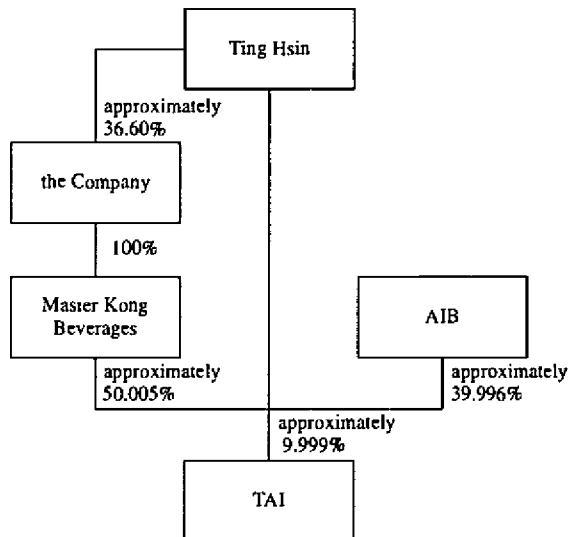 Ting Hsin
approximately
36.60%
the Company
100%
Master Kong
Beverages
AIB
approximately
50.005%
approximately
39.996%
approximately
9.999%
TAI